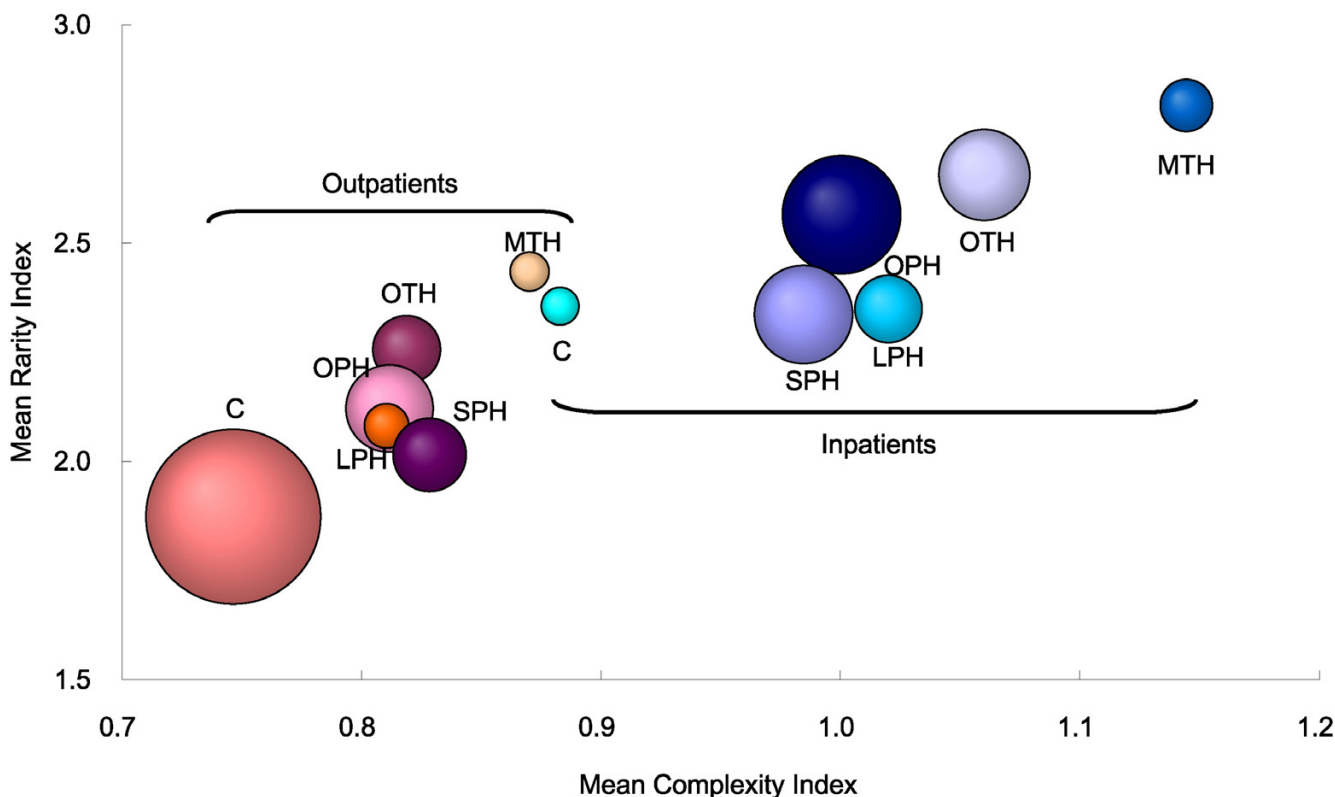 3.0
2.5
2.0
1.5
0.7
0.8
0.9
1.0
1.1
1.2
Mean Rarity Index
Mean Complexity Index
Outpatients
MTH
OTH
C
OPH
SPH
LPH
C
MTH
OTH
OPH
LPH
SPH
Inpatients